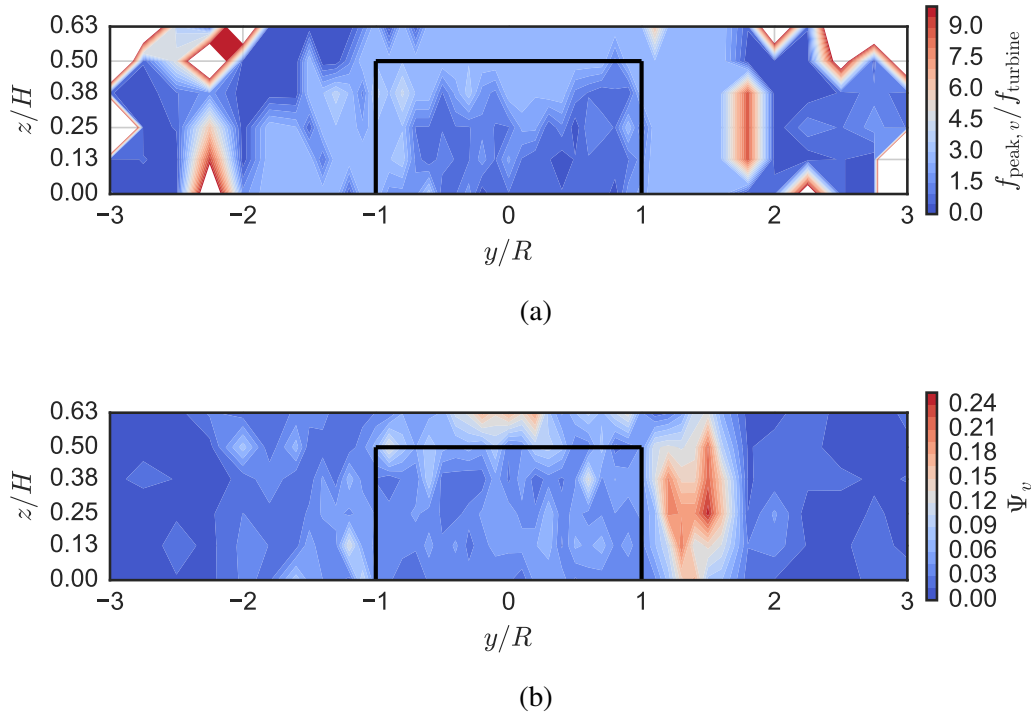 0.63
0.50
0.38
0.25
0.13
0.00
z/H
−3 −2 −1 0 1 2 3
y/R
9.0
7.5
6.0
4.5
3.0
1.5
0.0
f_peak, v/f_turbine
(a)
0.63
0.50
0.38
0.25
0.13
0.00
z/H
−3 −2 −1 0 1 2 3
y/R
0.24
0.21
0.18
0.15
0.12
0.09
0.06
0.03
0.00
Ψ_v
(b)